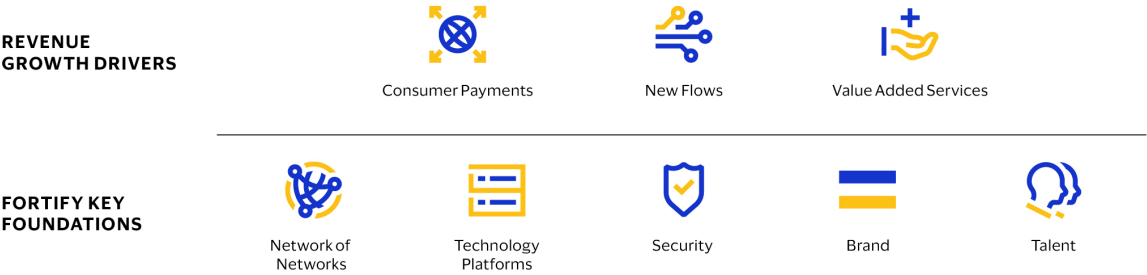 REVENUE
GROWTH DRIVERS
Consumer Payments
New Flows
Value Added Services
FORTIFY KEY
FOUNDATIONS
Network of
Networks
Technology
Platforms
Security
Brand
Talent